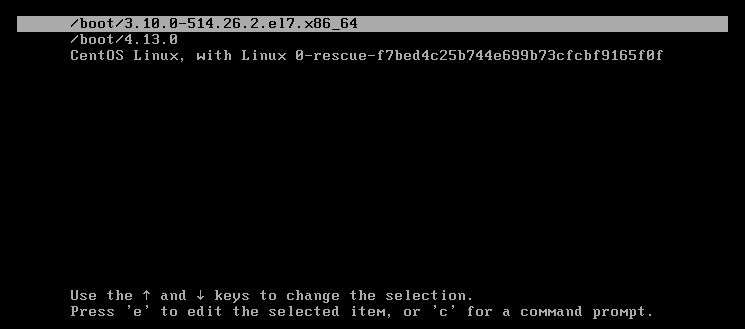 /boot/3.10.0-514.26.2.el7.x86_64
/boot/4.13.0
CentOS Linux, with Linux 0-rescue-f7bed4c25b744e699b73cfcbf9165f0f
Use the ↑ and ↓ keys to change the selection.
Press 'e' to edit the selected item, or 'c' for a command prompt.